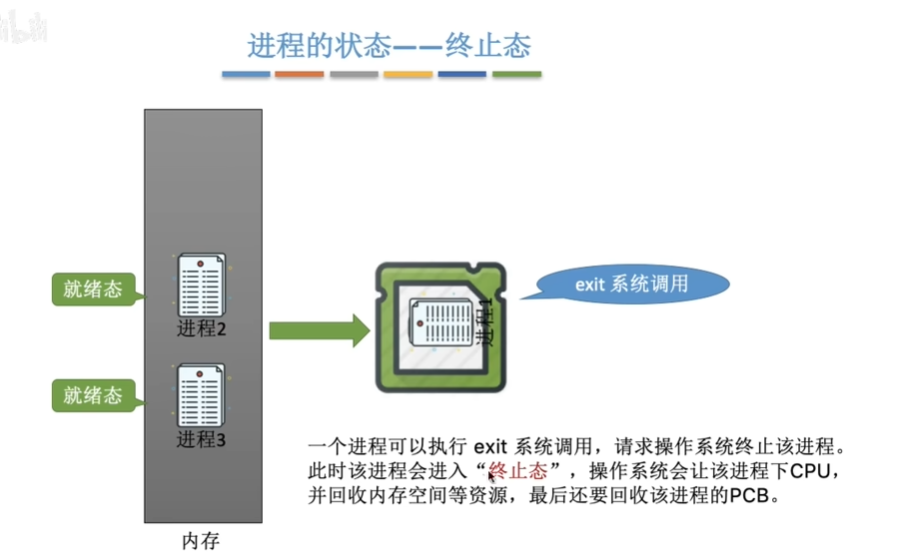 进程的状态——终止态
就绪态
进程2
就绪态
进程3
内存
进程1
exit 系统调用
一个进程可以执行 exit 系统调用，请求操作系统终止该进程。
此时该进程会进入“终止态”，操作系统会让该进程下CPU，
并回收内存空间等资源，最后还要回收该进程的PCB。